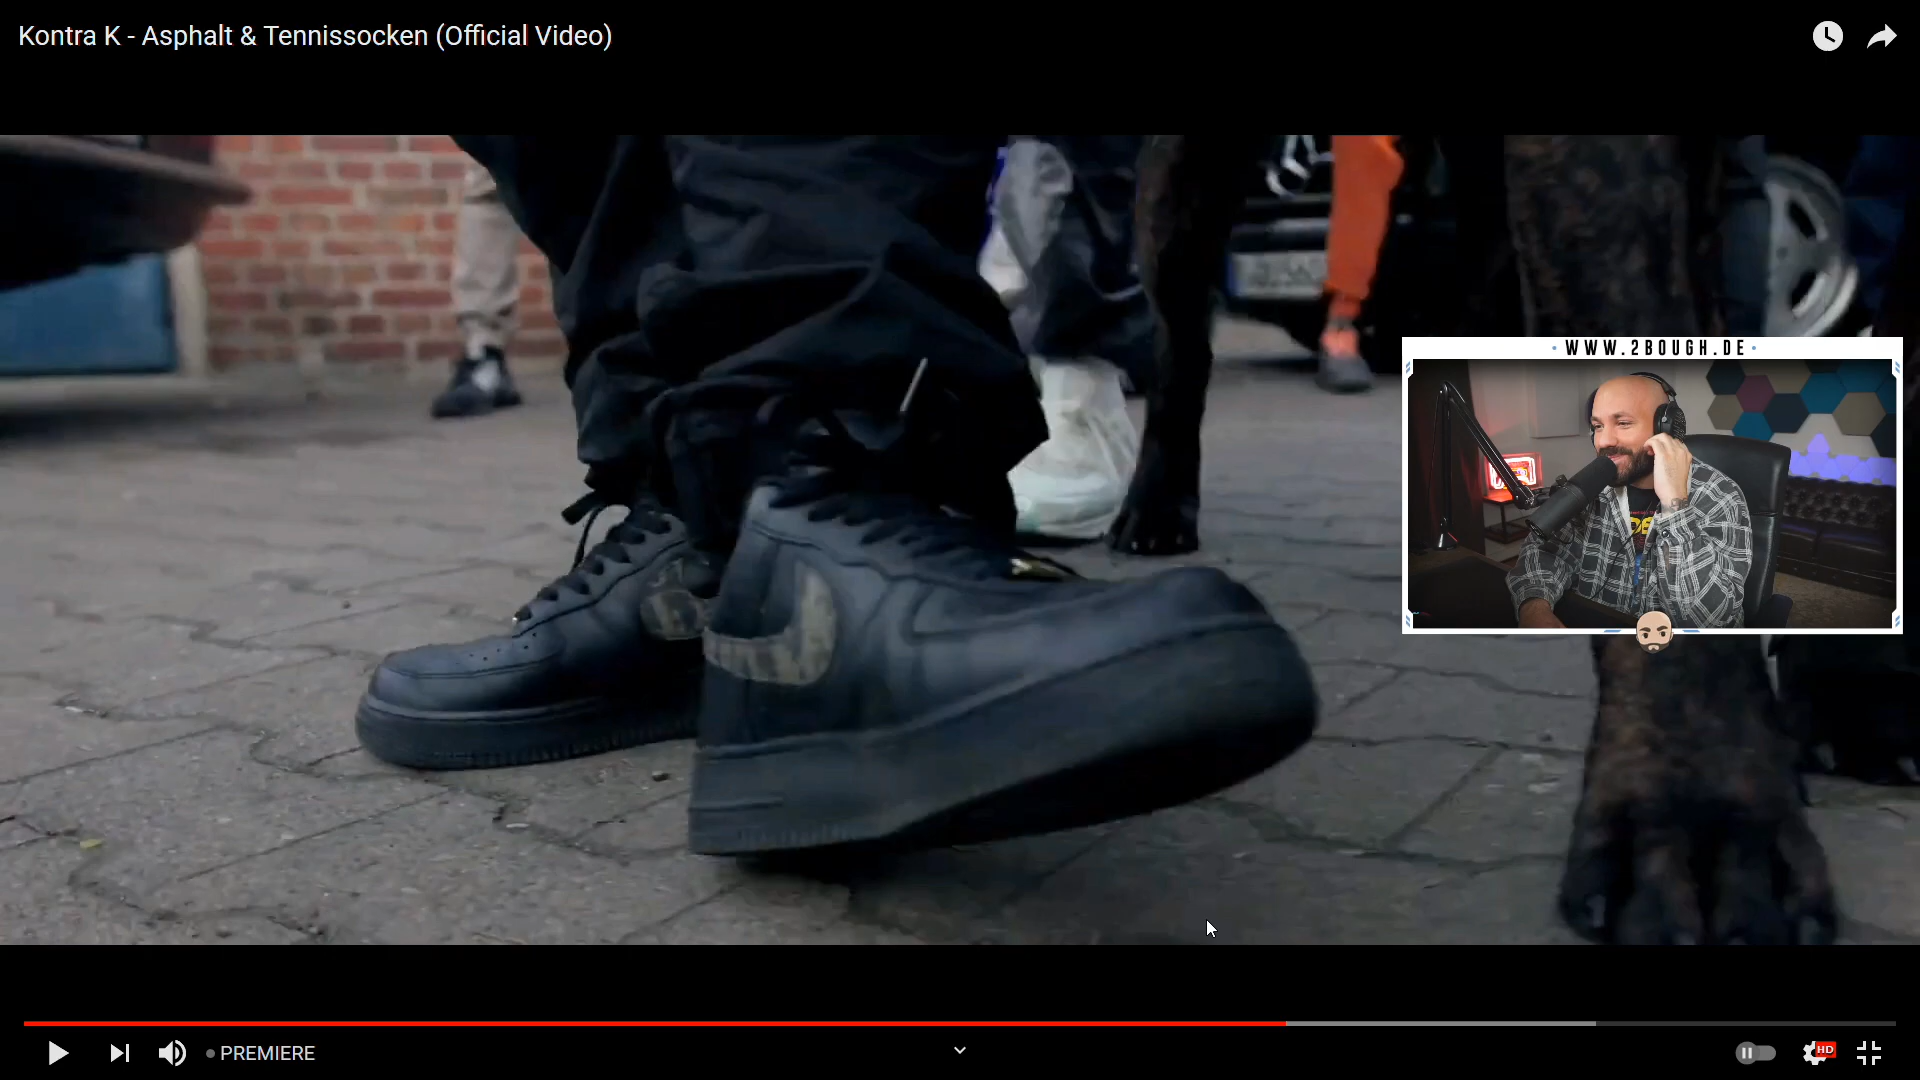 Kontra K - Asphalt & Tennissocken (Official Video)
WWW.2BOUGH.DE
PREMIERE
HD